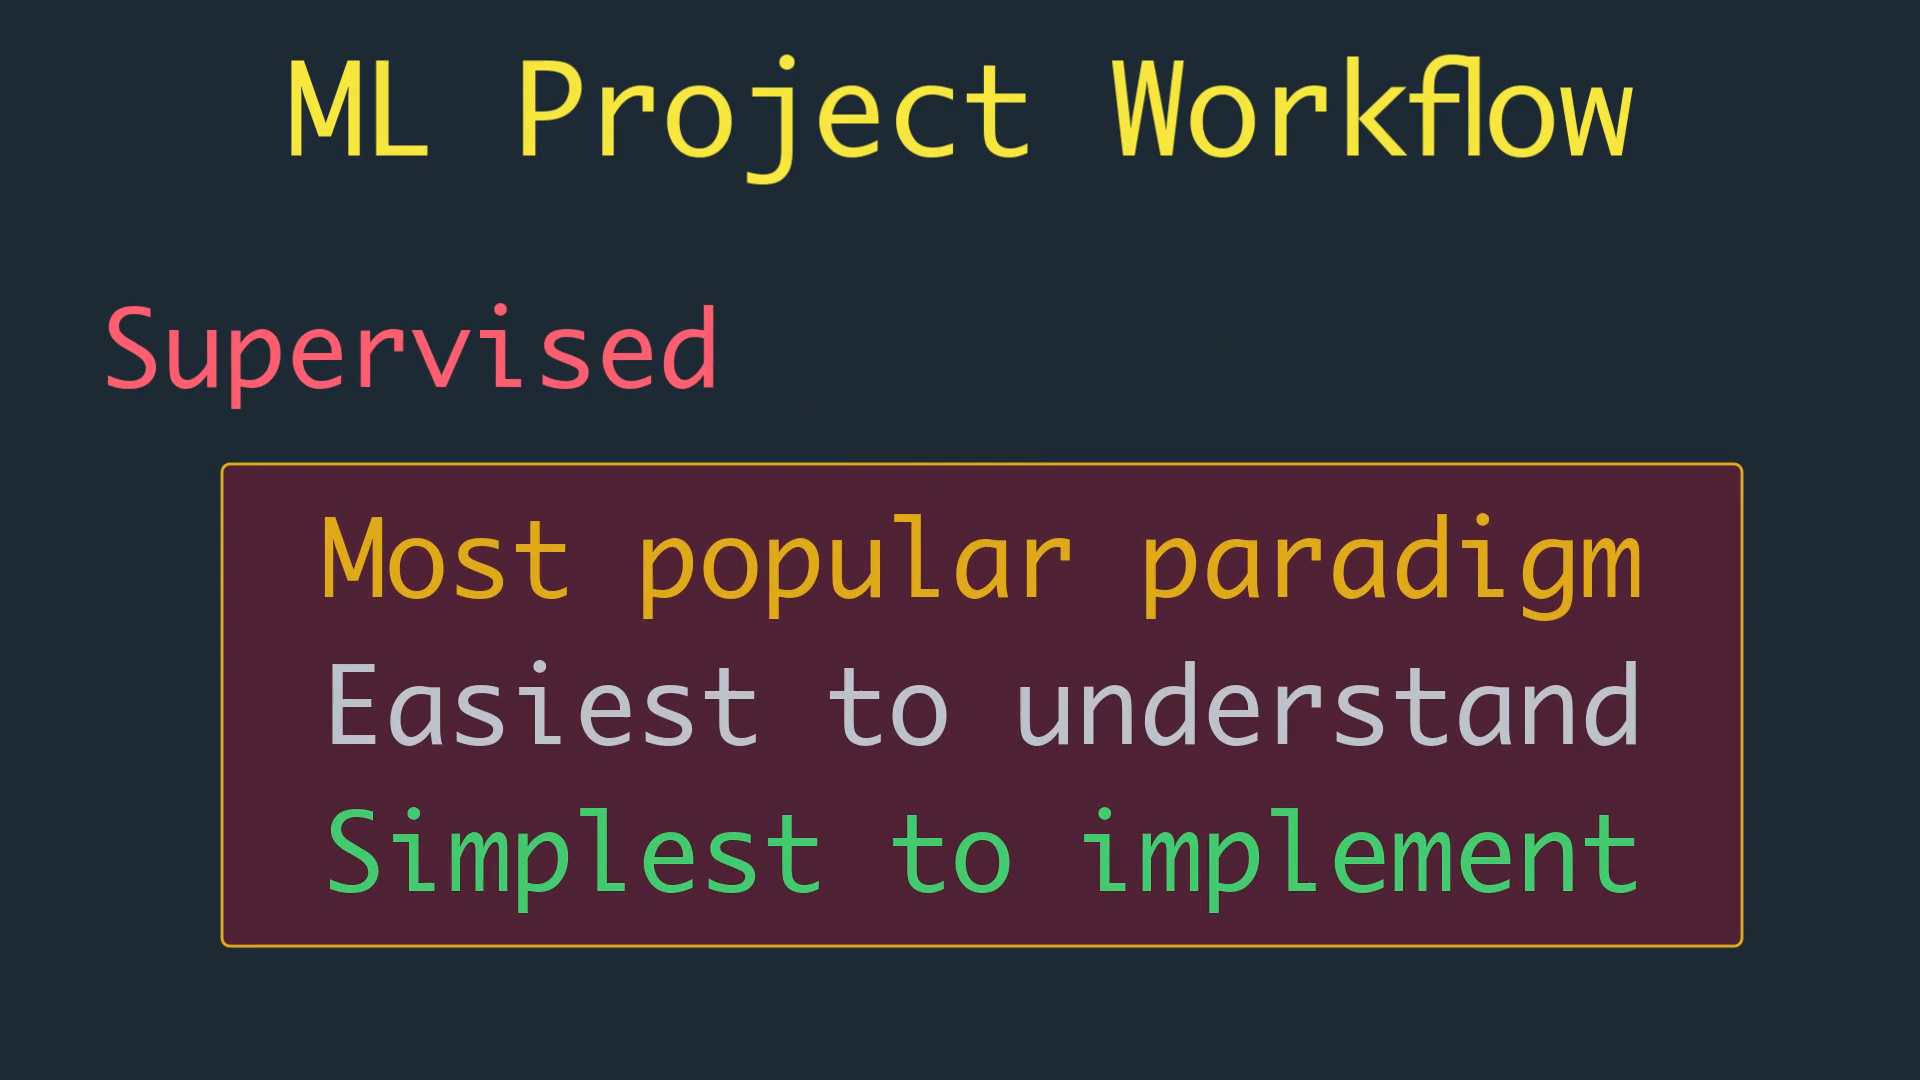 ML Project Workflow
Supervised
Most popular paradigm
Easiest to understand
Simplest to implement